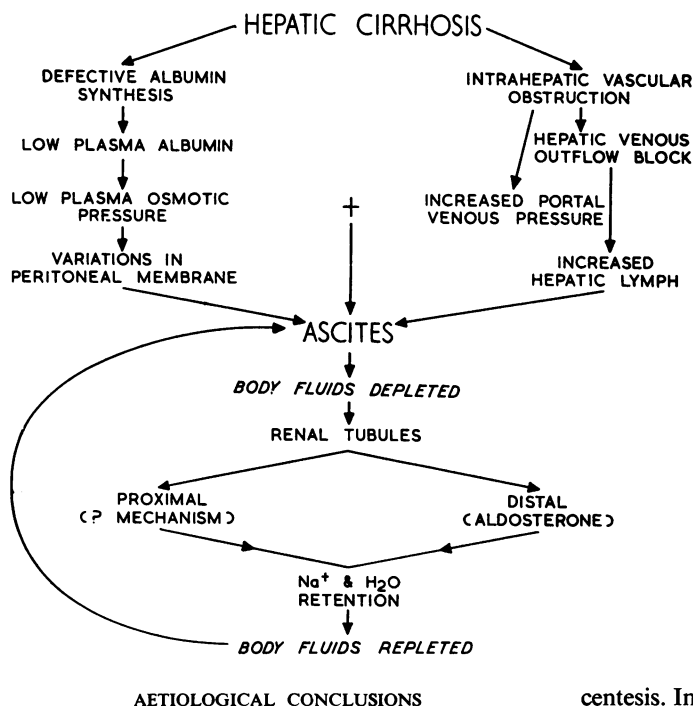 HEPATIC CIRRHOSIS
DEFECTIVE ALBUMIN
SYNTHESIS
LOW PLASMA ALBUMIN
LOW PLASMA OSMOTIC
PRESSURE
VARIATIONS IN
PERITONEAL MEMBRANE
INTRAHEPATIC VASCULAR
OBSTRUCTION
HEPATIC VENOUS
OUTFLOW BLOCK
INCREASED PORTAL
VENOUS PRESSURE
INCREASED
HEPATIC LYMPH
+
ASCITES
BODY FLUIDS DEPLETED
RENAL TUBULES
PROXIMAL
(? MECHANISM)
DISTAL
(ALDOSTERONE)
Na⁺ & H₂O
RETENTION
BODY FLUIDS REPLETED
AETIOLOGICAL CONCLUSIONS
centesis. In